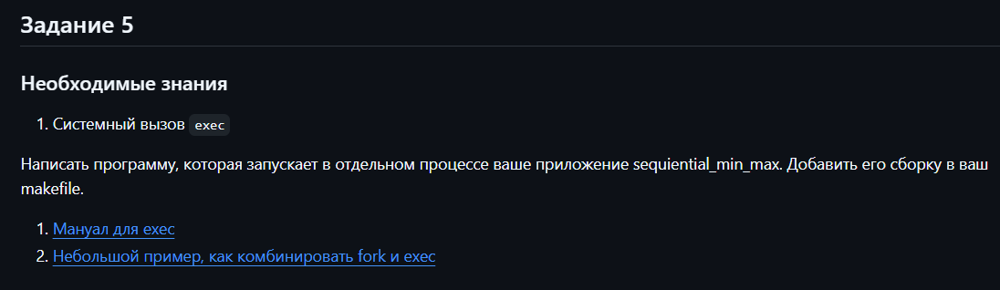 Задание 5
Необходимые знания
1. Системный вызов exec
Написать программу, которая запускает в отдельном процессе ваше приложение sequiential_min_max. Добавить его сборку в ваш
makefile.
1. Мануал для exec
2. Небольшой пример, как комбинировать fork и exec